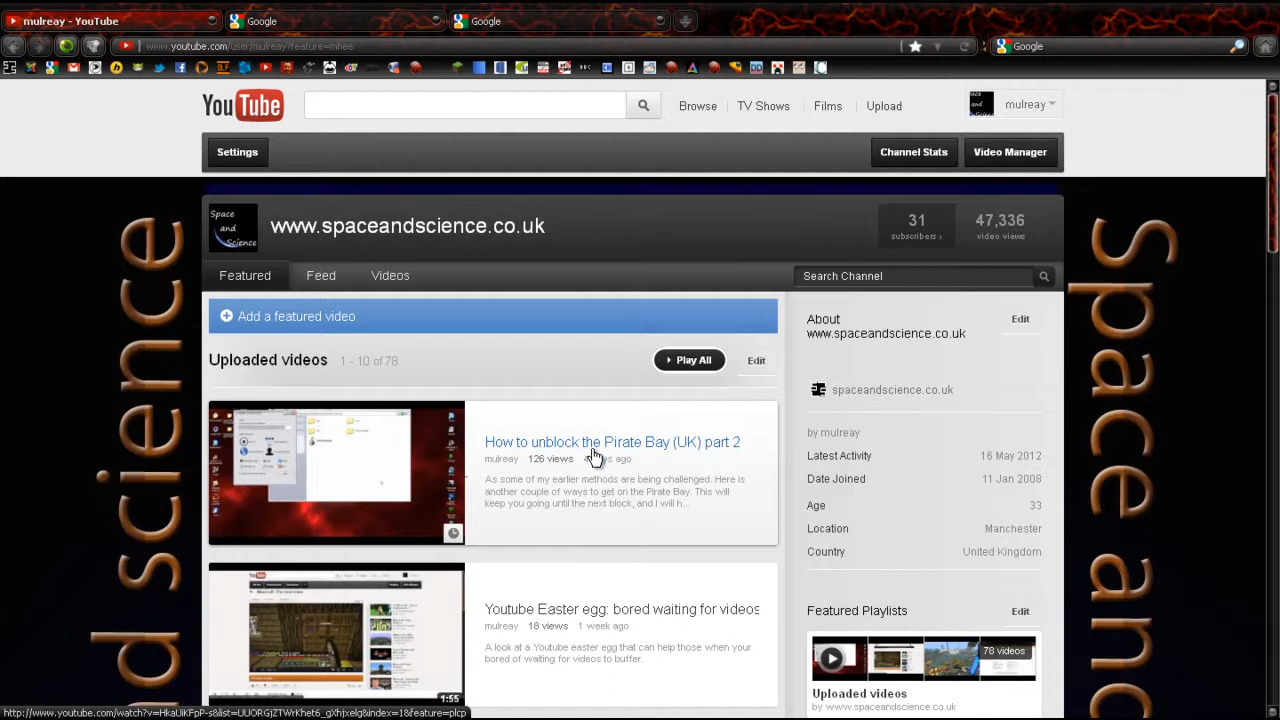 mulreay - YouTube
Google
Google
www.youtube.com/user/mulreay?feature=mhee
Google
YouTube
Browse
TV Shows
Films
Upload
mulreay
Settings
Channel Stats
Video Manager
Space
and
Science
www.spaceandscience.co.uk
31
subscribers
47,336
video views
Featured
Feed
Videos
Search Channel
Add a featured video
Uploaded videos 1 - 10 of 78
Play All
Edit
How to unblock the Pirate Bay (UK) part 2
mulreay 126 views ago
As some of my earlier methods are being challenged. Here is
another couple of ways to get on the Pirate Bay. This will
keep you going until the next block, and I will h...
Youtube Easter egg: bored waiting for videos
mulreay 18 views 1 week ago
A look at a Youtube easter egg that can help those when your
bored of waiting for videos to buffer.
1:55
About
www.spaceandscience.co.uk
Edit
spaceandscience.co.uk
by mulreay
Latest Activity 16 May 2012
Date Joined 11 Jan 2008
Age 33
Location Manchester
Country United Kingdom
Featured Playlists
Edit
78 videos
Uploaded videos
by www.spaceandscience.co.uk
d science
Space an